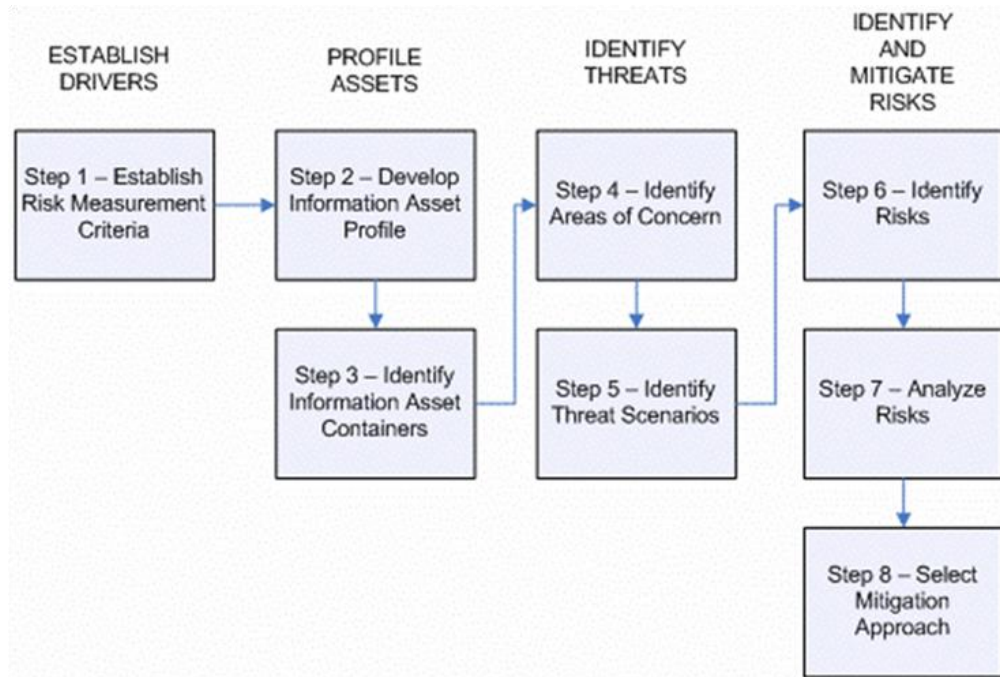 ESTABLISH
DRIVERS
PROFILE
ASSETS
IDENTIFY
THREATS
IDENTIFY
AND
MITIGATE
RISKS
Step 1 – Establish
Risk Measurement
Criteria
Step 2 – Develop
Information Asset
Profile
Step 3 – Identify
Information Asset
Containers
Step 4 – Identify
Areas of Concern
Step 5 – Identify
Threat Scenarios
Step 6 – Identify
Risks
Step 7 – Analyze
Risks
Step 8 – Select
Mitigation
Approach